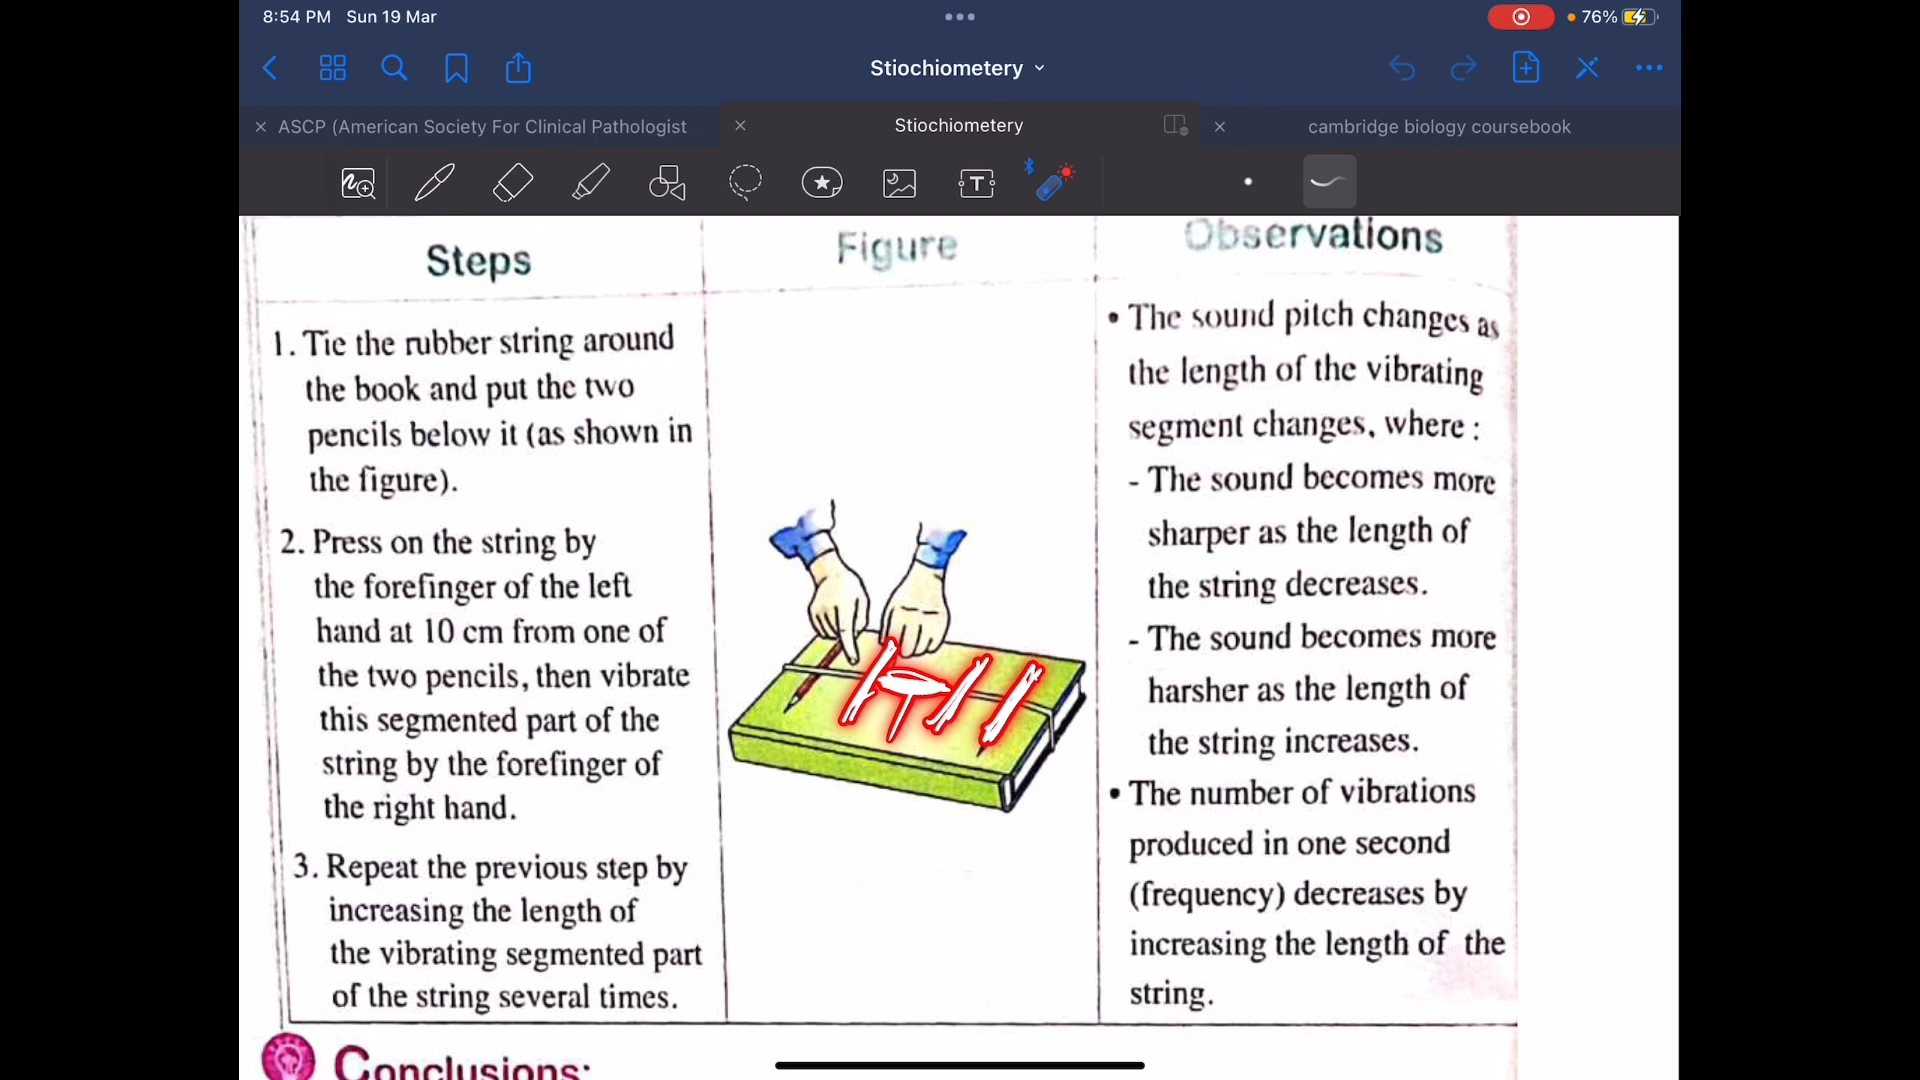 8:54 PM Sun 19 Mar
76%
Stiochiometery
ASCP (American Society For Clinical Pathologist
Stiochiometery
cambridge biology coursebook
T
Steps
Figure
Observations
1. Tie the rubber string around
the book and put the two
pencils below it (as shown in
the figure).
2. Press on the string by
the forefinger of the left
hand at 10 cm from one of
the two pencils, then vibrate
this segmented part of the
string by the forefinger of
the right hand.
3. Repeat the previous step by
increasing the length of
the vibrating segmented part
of the string several times.
• The sound pitch changes as
the length of the vibrating
segment changes, where :
- The sound becomes more
sharper as the length of
the string decreases.
- The sound becomes more
harsher as the length of
the string increases.
• The number of vibrations
produced in one second
(frequency) decreases by
increasing the length of the
string.
Conclusions: